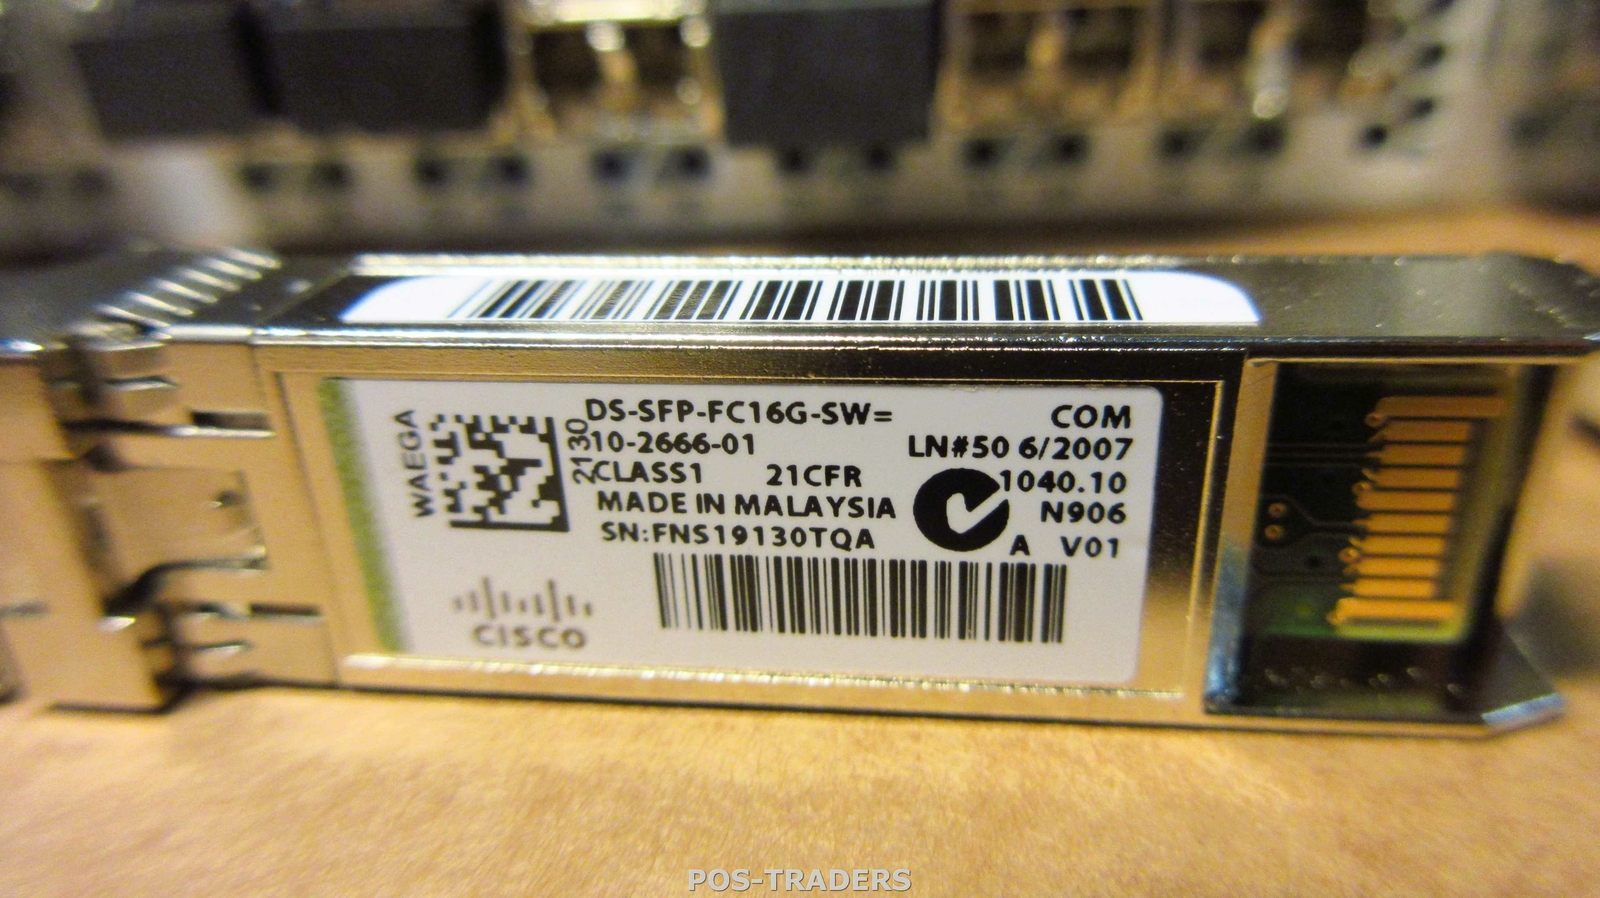 DS-SFP-FC16G-SW=
COM
10-2666-01
LN#50 6/2007
CLASS1 21CFR
1040.10
MADE IN MALAYSIA
N906
SN:FNS19130TQA
A V01
WAEGA
2130
CISCO
POS-TRADERS